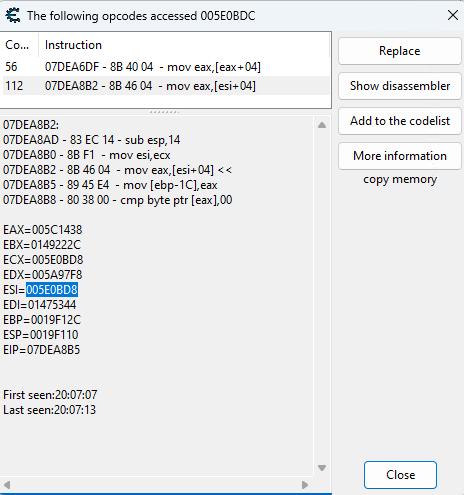 The following opcodes accessed 005E0BDC
Co... Instruction
56 07DEA6DF - 8B 40 04 - mov eax,[eax+04]
112 07DEA8B2 - 8B 46 04 - mov eax,[esi+04]
Replace
Show disassembler
Add to the codelist
More information
copy memory
07DEA8B2:
07DEA8AD - 83 EC 14 - sub esp,14
07DEA8B0 - 8B F1 - mov esi,ecx
07DEA8B2 - 8B 46 04 - mov eax,[esi+04] <<
07DEA8B5 - 89 45 E4 - mov [ebp-1C],eax
07DEA8B8 - 80 38 00 - cmp byte ptr [eax],00
EAX=005C1438
EBX=0149222C
ECX=005E0BD8
EDX=005A97F8
ESI=005E0BD8
EDI=01475344
EBP=0019F12C
ESP=0019F110
EIP=07DEA8B5
First seen:20:07:07
Last seen:20:07:13
Close